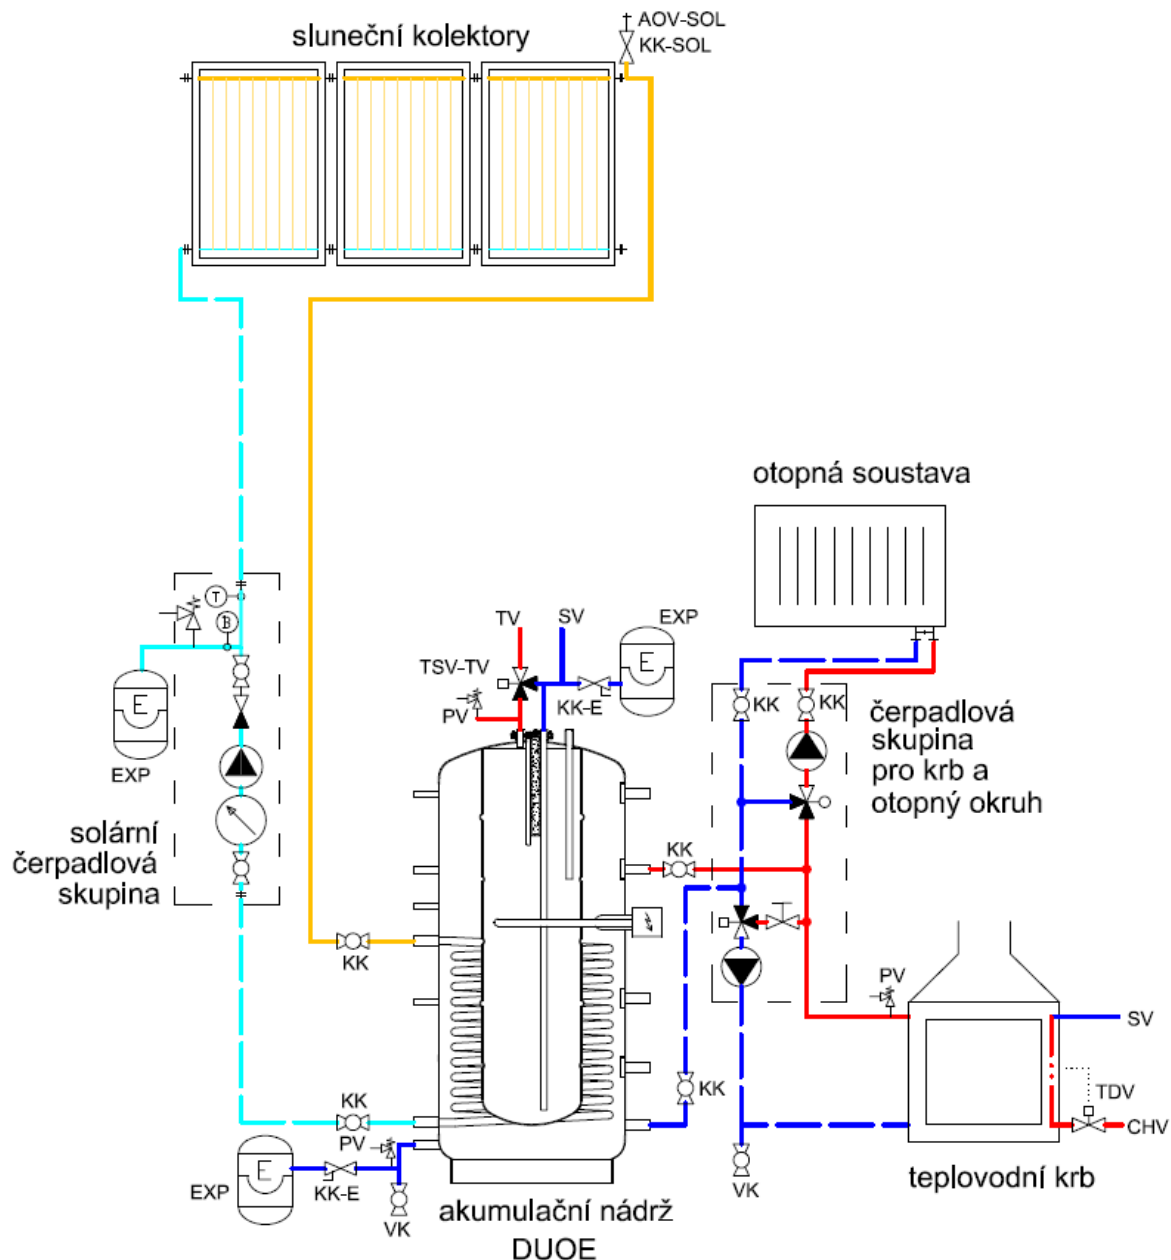 AOV-SOL
sluneční kolektory
KK-SOL
otopná soustava
T
B
TV
SV
EXP
E
TSV-TV
KK-E
PV
E
EXP
KK
KK
čerpadlová
skupina
pro krb a
otopný okruh
solární
čerpadlová
skupina
KK
KK
PV
SV
KK
TDV
KK
CHV
PV
E
EXP
KK-E
VK
VK
teplovodní krb
akumulační nádrž
DUOE